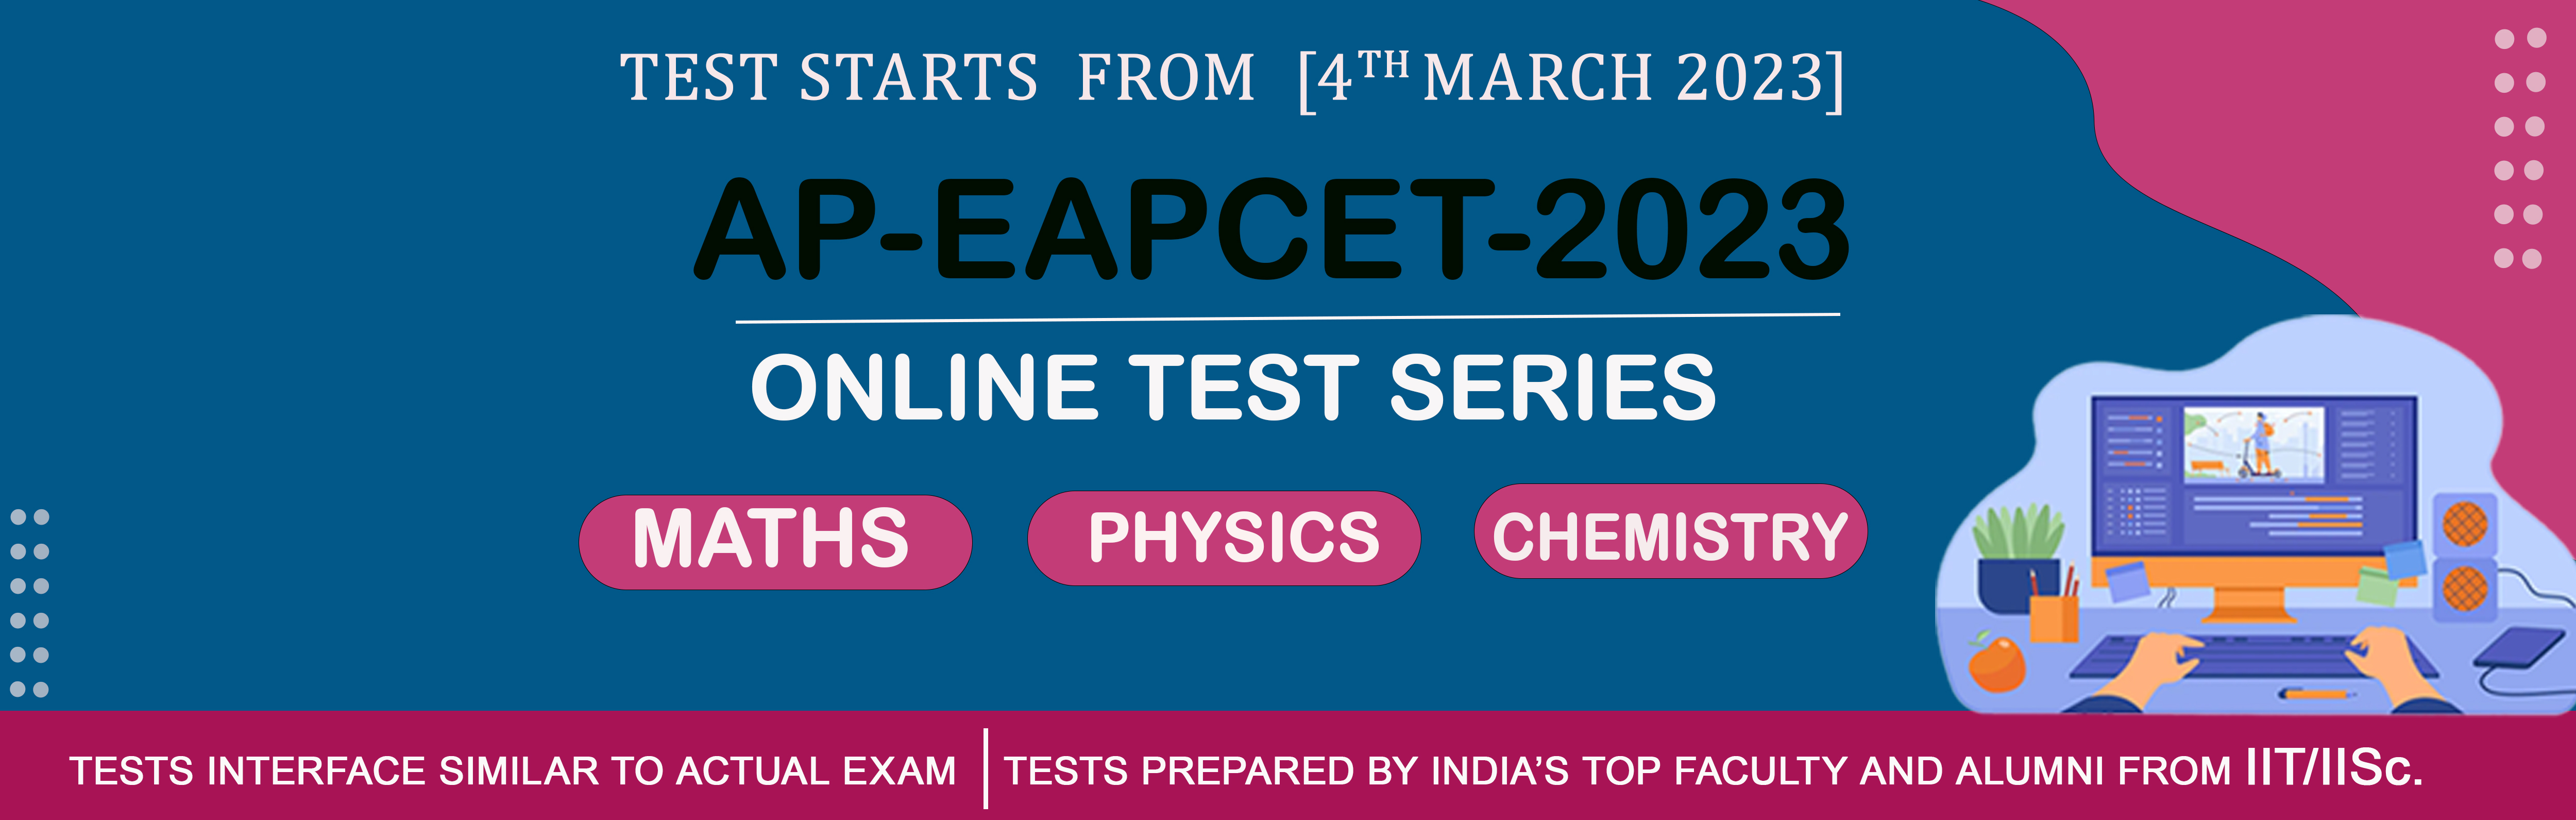 TEST STARTS FROM [4TH MARCH 2023]
AP-EAPCET-2023
ONLINE TEST SERIES
MATHS PHYSICS CHEMISTRY
TESTS INTERFACE SIMILAR TO ACTUAL EXAM | TESTS PREPARED BY INDIA'S TOP FACULTY AND ALUMNI FROM IIT/IISc.